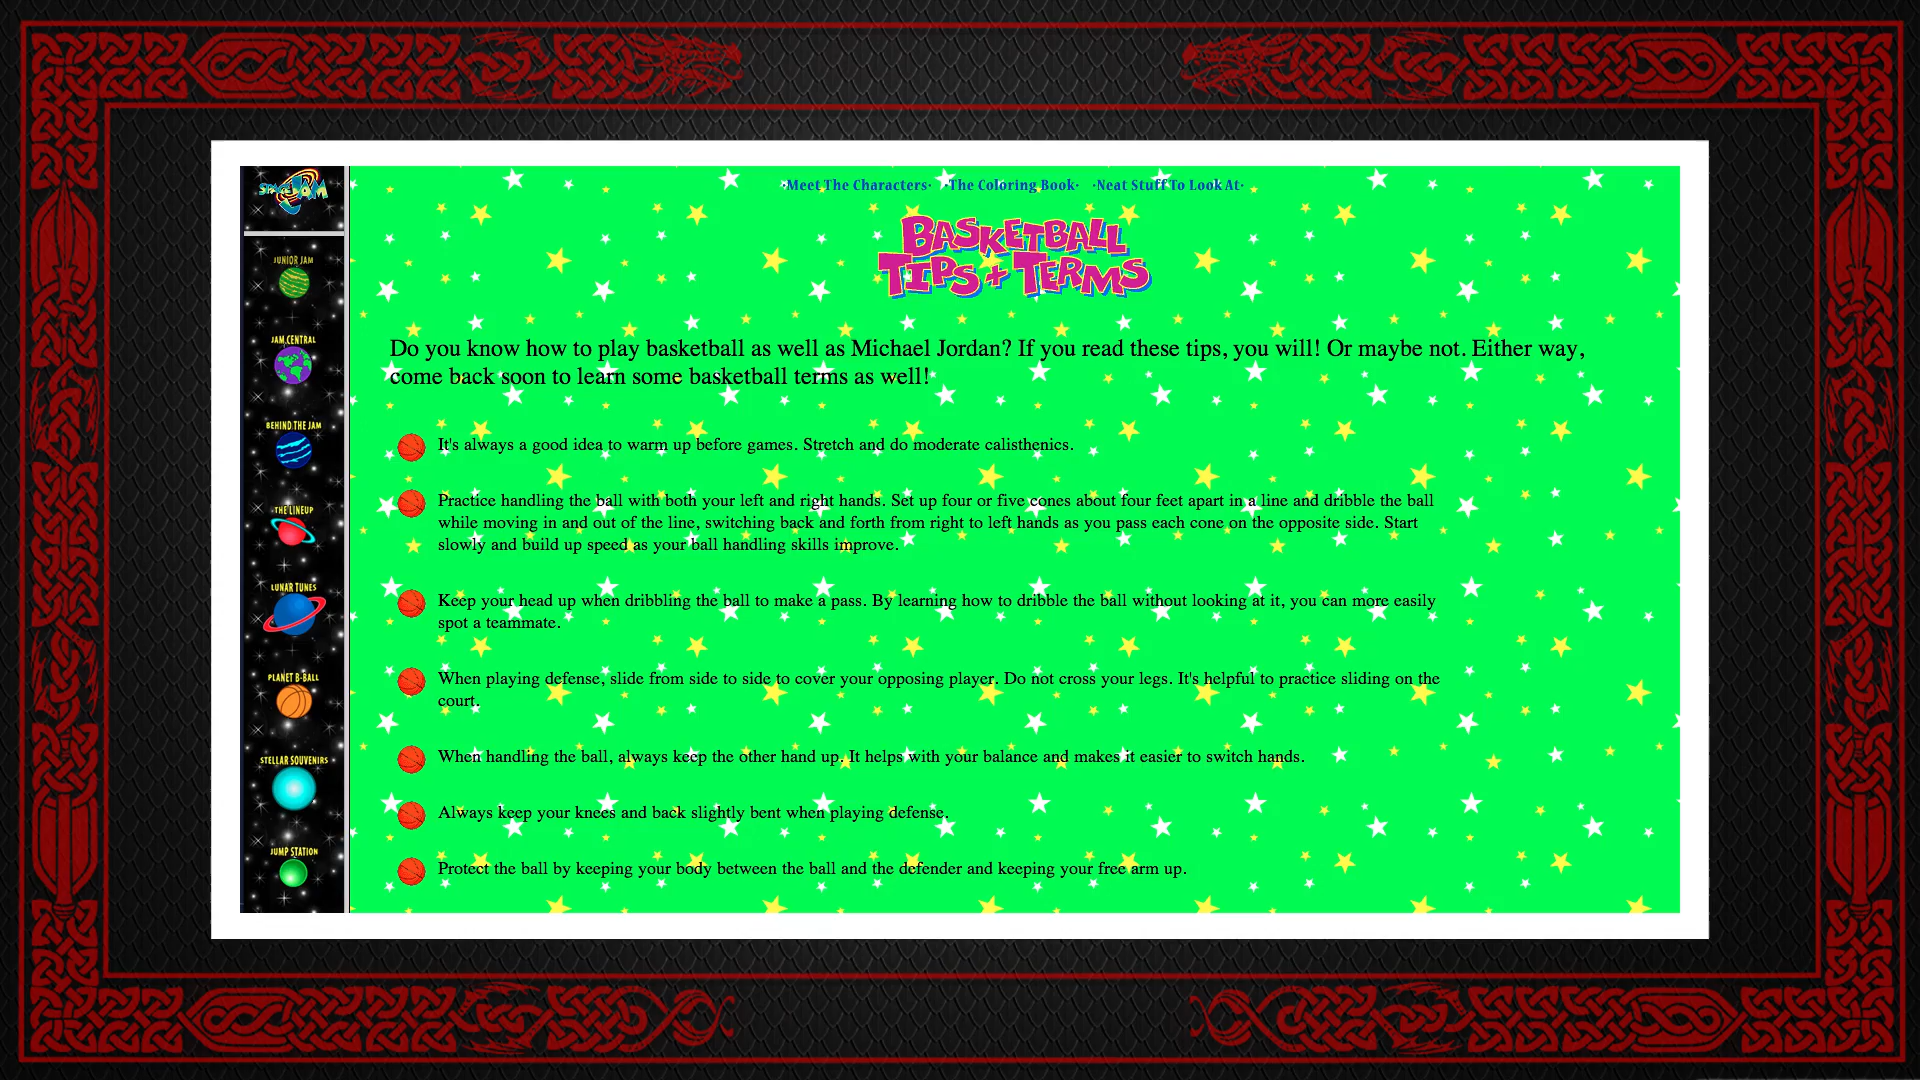 SPACE JAM
JUNIOR JAM
JAM CENTRAL
BEHIND THE JAM
THE LINEUP
LUNAR TUNES
PLANET B-BALL
STELLAR SOUVENIRS
JUMP STATION
·Meet The Characters· ·The Coloring Book· ·Neat Stuff To Look At·
BASKETBALL
TIPS + TERMS
Do you know how to play basketball as well as Michael Jordan? If you read these tips, you will! Or maybe not. Either way,
come back soon to learn some basketball terms as well!
It's always a good idea to warm up before games. Stretch and do moderate calisthenics.
Practice handling the ball with both your left and right hands. Set up four or five cones about four feet apart in a line and dribble the ball
while moving in and out of the line, switching back and forth from right to left hands as you pass each cone on the opposite side. Start
slowly and build up speed as your ball handling skills improve.
Keep your head up when dribbling the ball to make a pass. By learning how to dribble the ball without looking at it, you can more easily
spot a teammate.
When playing defense, slide from side to side to cover your opposing player. Do not cross your legs. It's helpful to practice sliding on the
court.
When handling the ball, always keep the other hand up. It helps with your balance and makes it easier to switch hands.
Always keep your knees and back slightly bent when playing defense.
Protect the ball by keeping your body between the ball and the defender and keeping your free arm up.